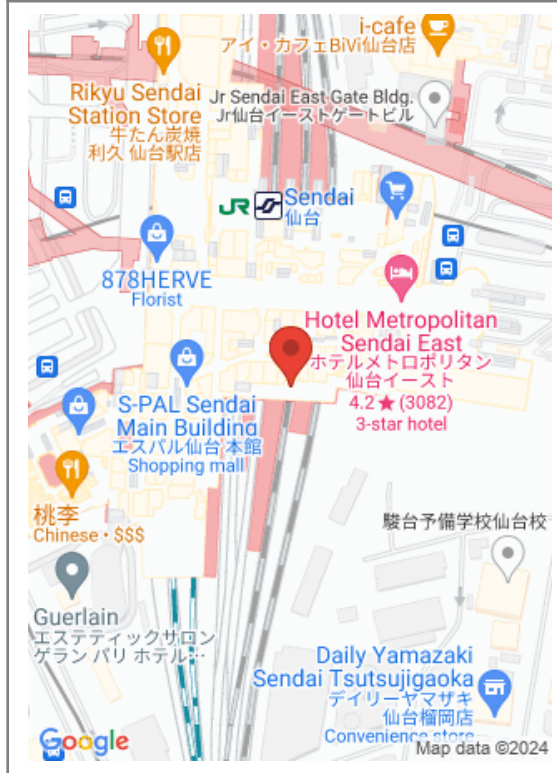 i-cafe
アイ・カフェBiVi仙台店
Rikyu Sendai
Station Store
牛たん炭焼
利久 仙台駅店
Jr Sendai East Gate Bldg.
Jr仙台イーストゲートビル
JR
Sendai
仙台
878HERVE
Florist
Hotel Metropolitan
Sendai East
ホテルメトロポリタン
仙台イースト
4.2★(3082)
3-star hotel
S-PAL Sendai
Main Building
エスパル仙台 本館
Shopping mall
桃李
Chinese • $$$
駿台予備学校仙台校
Guerlain
エステティックサロン
ゲラン パリ ホテル…
Daily Yamazaki
Sendai Tsutsujigaoka
デイリーヤマザキ
仙台榴岡店
Convenience store
Google
Map data ©2024